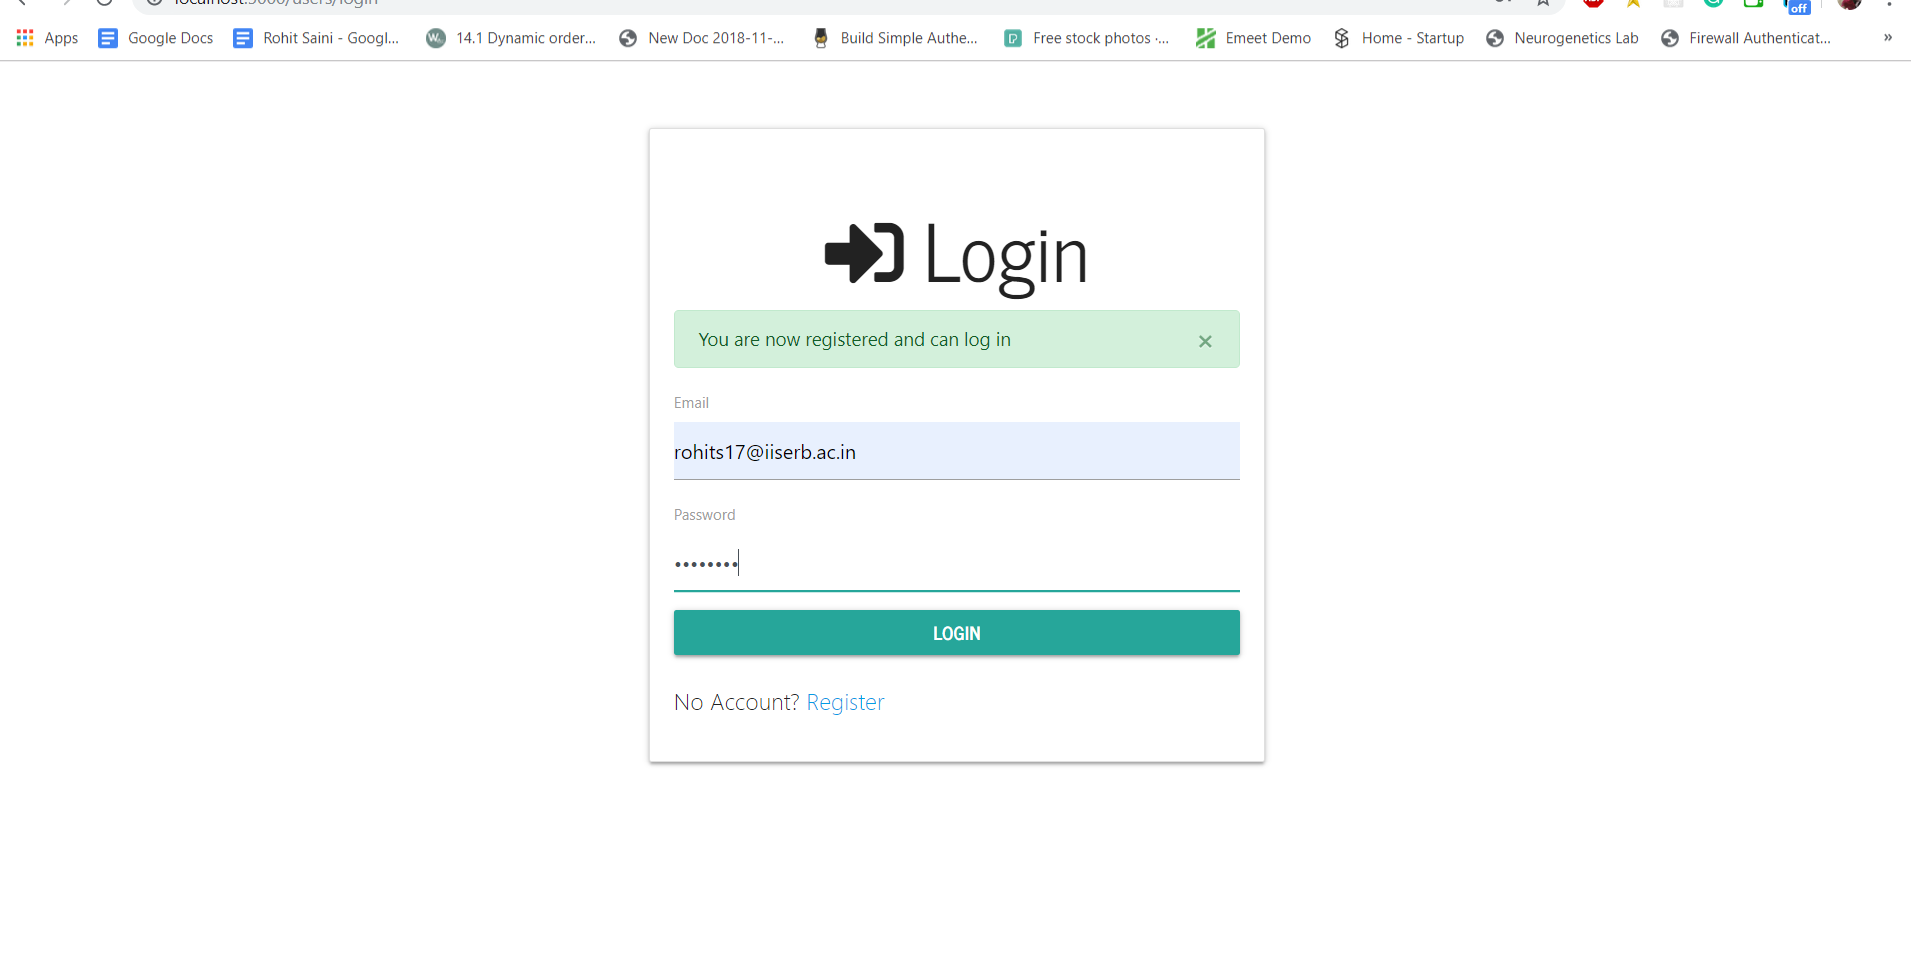 localhost:5000/users/login
Apps Google Docs Rohit Saini - Googl... 14.1 Dynamic order... New Doc 2018-11-... Build Simple Authe... Free stock photos ·... Emeet Demo Home - Startup Neurogenetics Lab Firewall Authenticat... »
off
Login
You are now registered and can log in ×
Email
rohits17@iiserb.ac.in
Password
••••••••
LOGIN
No Account? Register